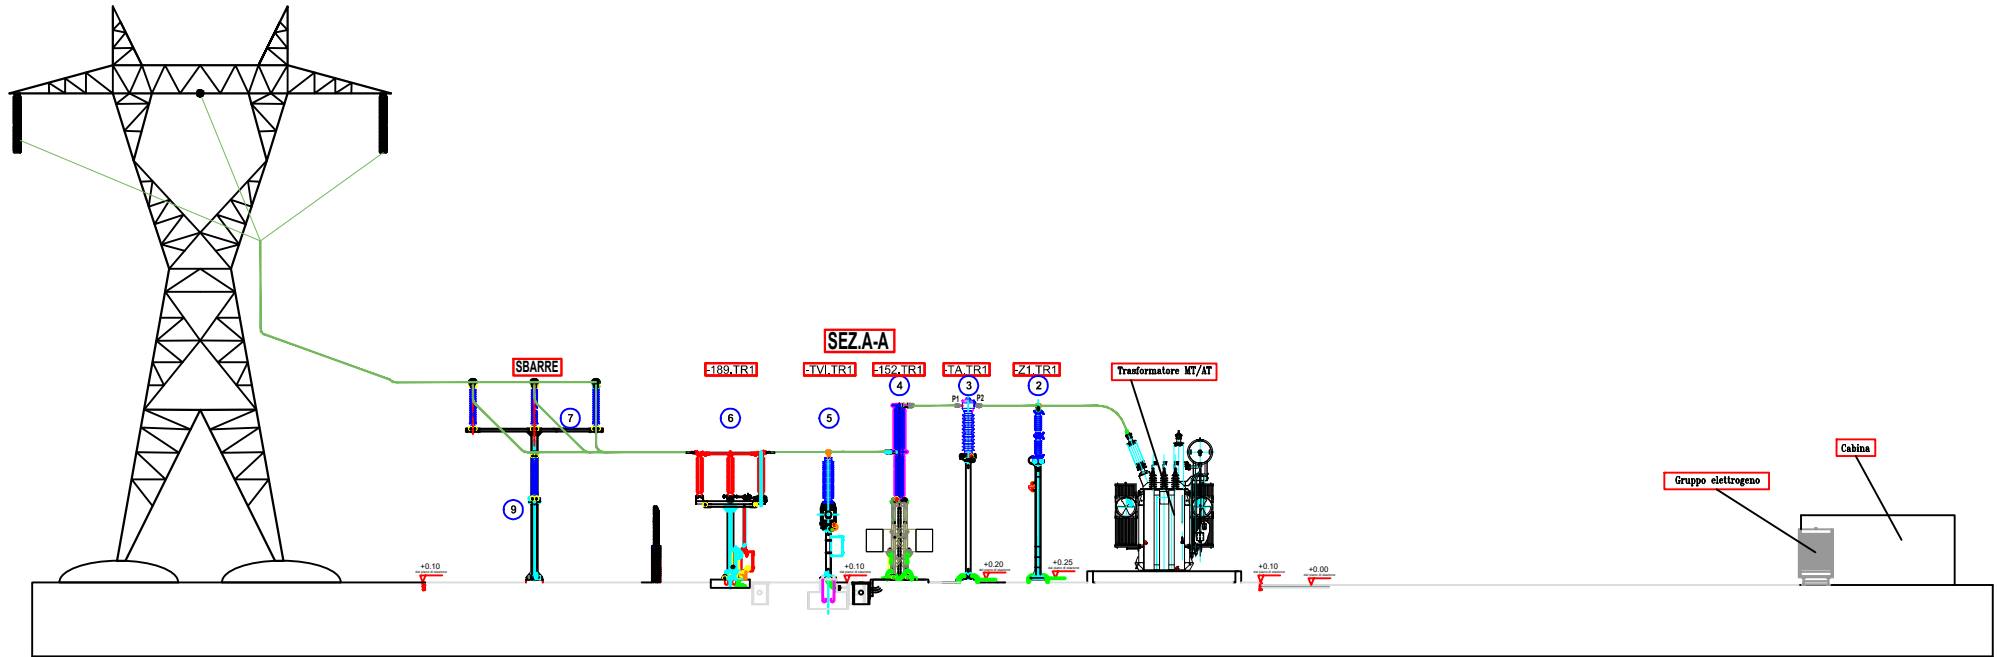 SEZ.A-A
SBARRE
-189.TR1
-TVI.TR1
-152.TR1
-TA.TR1
-Z1.TR1
Trasformatore MT/AT
4
3
2
P1
P2
7
6
5
9
Cabina
Gruppo elettrogeno
+0.10
+0.10
+0.20
+0.25
+0.10
+0.00